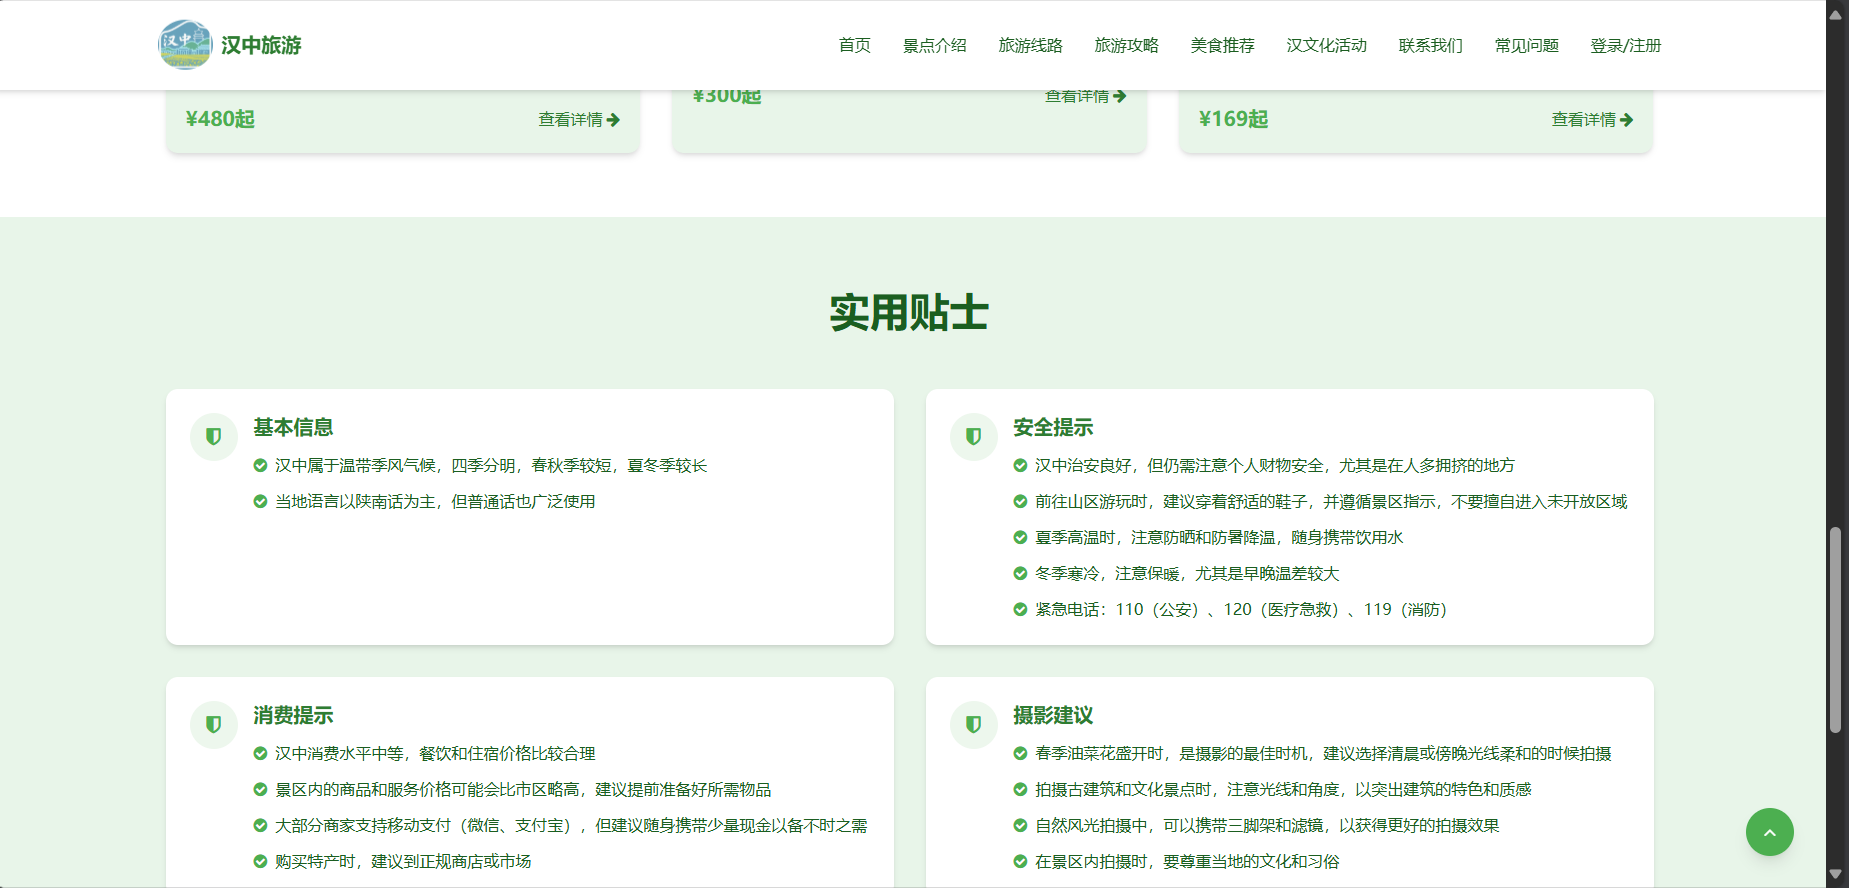 汉中
汉中旅游
首页 景点介绍 旅游线路 旅游攻略 美食推荐 汉文化活动 联系我们 常见问题 登录/注册
¥480起 查看详情
¥300起 查看详情
¥169起 查看详情
实用贴士
基本信息
汉中属于温带季风气候，四季分明，春秋季较短，夏冬季较长
当地语言以陕南话为主，但普通话也广泛使用
安全提示
汉中治安良好，但仍需注意个人财物安全，尤其是在人多拥挤的地方
前往山区游玩时，建议穿着舒适的鞋子，并遵循景区指示，不要擅自进入未开放区域
夏季高温时，注意防晒和防暑降温，随身携带饮用水
冬季寒冷，注意保暖，尤其是早晚温差较大
紧急电话：110（公安）、120（医疗急救）、119（消防）
消费提示
汉中消费水平中等，餐饮和住宿价格比较合理
景区内的商品和服务价格可能会比市区略高，建议提前准备好所需物品
大部分商家支持移动支付（微信、支付宝），但建议随身携带少量现金以备不时之需
购买特产时，建议到正规商店或市场
摄影建议
春季油菜花盛开时，是摄影的最佳时机，建议选择清晨或傍晚光线柔和的时候拍摄
拍摄古建筑和文化景点时，注意光线和角度，以突出建筑的特色和质感
自然风光拍摄中，可以携带三脚架和滤镜，以获得更好的拍摄效果
在景区内拍摄时，要尊重当地的文化和习俗